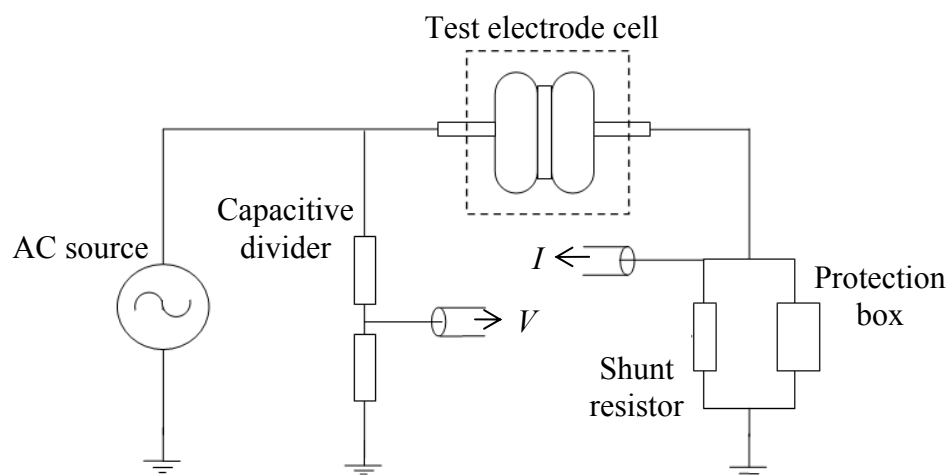 Test electrode cell
Capacitive
divider
AC source
I
V
Protection
box
Shunt
resistor